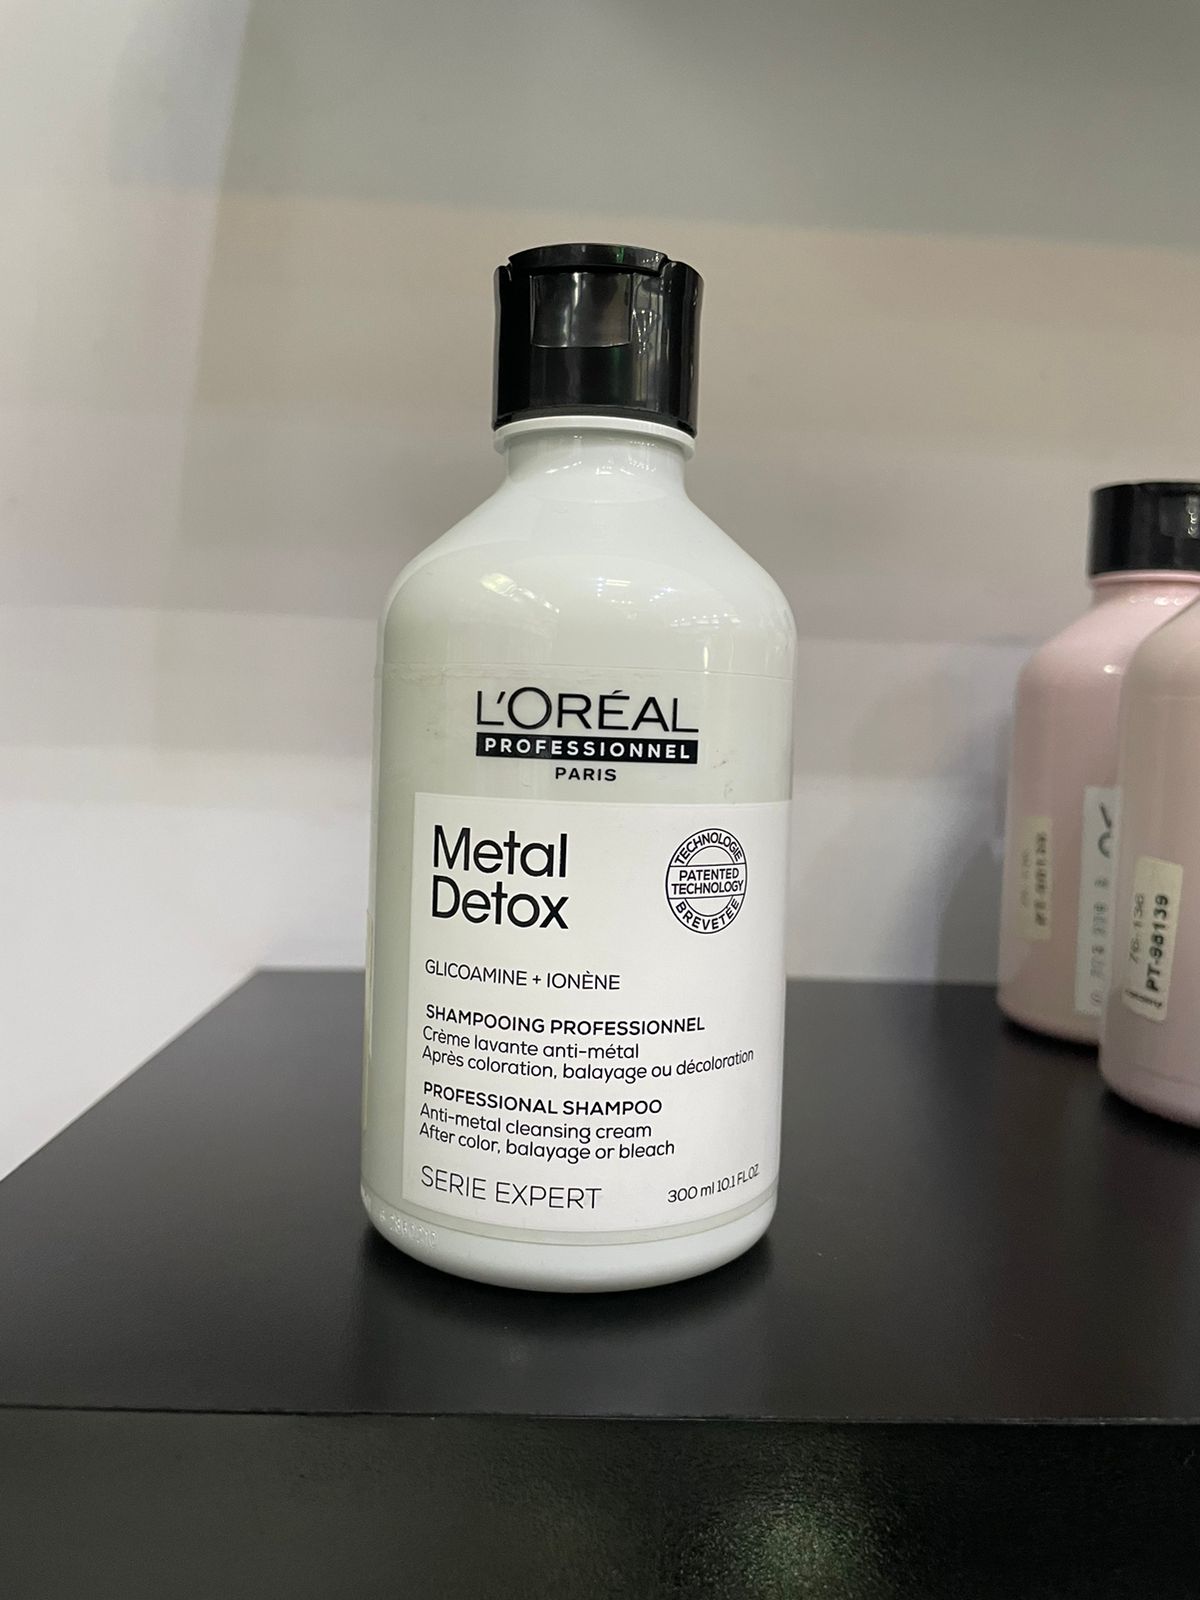 L'ORÉAL
PROFESSIONNEL
PARIS
Metal
Detox
TECHNOLOGIE
PATENTED
TECHNOLOGY
BREVETÉE
GLICOAMINE + IONÈNE
SHAMPOOING PROFESSIONNEL
Crème lavante anti-métal
Après coloration, balayage ou décoloration
PROFESSIONAL SHAMPOO
Anti-metal cleansing cream
After color, balayage or bleach
SERIE EXPERT
300 ml 10.1 FL.OZ
76-136
PT-98139